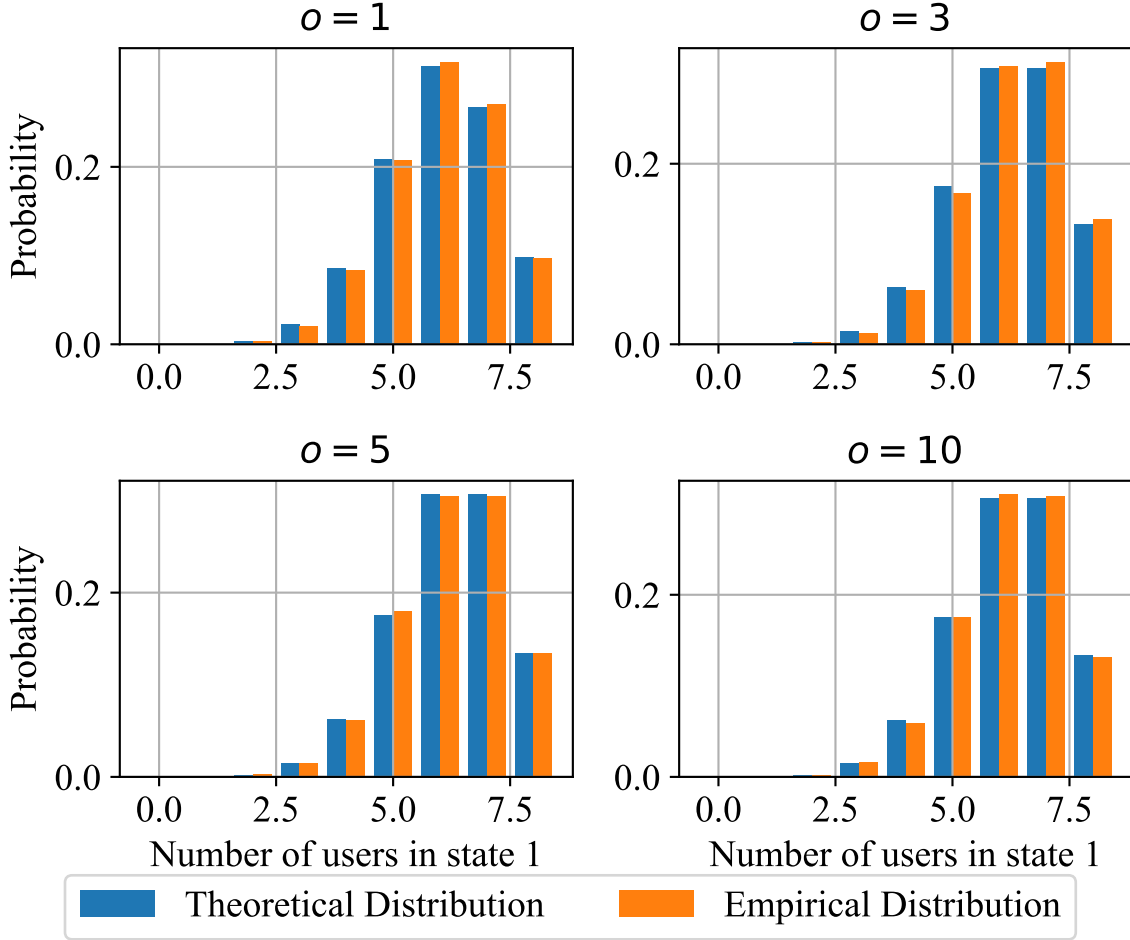 o = 1
o = 3
Probability
0.2
0.0
0.0 2.5 5.0 7.5
0.2
0.0
0.0 2.5 5.0 7.5
o = 5
o = 10
Probability
0.2
0.0
0.0 2.5 5.0 7.5
Number of users in state 1
0.2
0.0
0.0 2.5 5.0 7.5
Number of users in state 1
Theoretical Distribution
Empirical Distribution